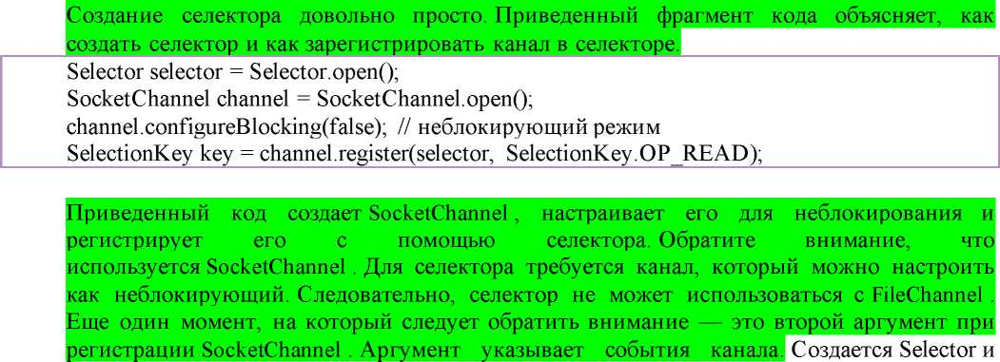 Создание селектора довольно просто. Приведенный фрагмент кода объясняет, как
создать селектор и как зарегистрировать канал в селекторе.
Selector selector = Selector.open();
SocketChannel channel = SocketChannel.open();
channel.configureBlocking(false); // неблокирующий режим
SelectionKey key = channel.register(selector, SelectionKey.OP_READ);
Приведенный код создает SocketChannel , настраивает его для неблокирования и
регистрирует его с помощью селектора. Обратите внимание, что
используется SocketChannel . Для селектора требуется канал, который можно настроить
как неблокирующий. Следовательно, селектор не может использоваться с FileChannel .
Еще один момент, на который следует обратить внимание — это второй аргумент при
регистрации SocketChannel . Аргумент указывает события канала. Создается Selector и